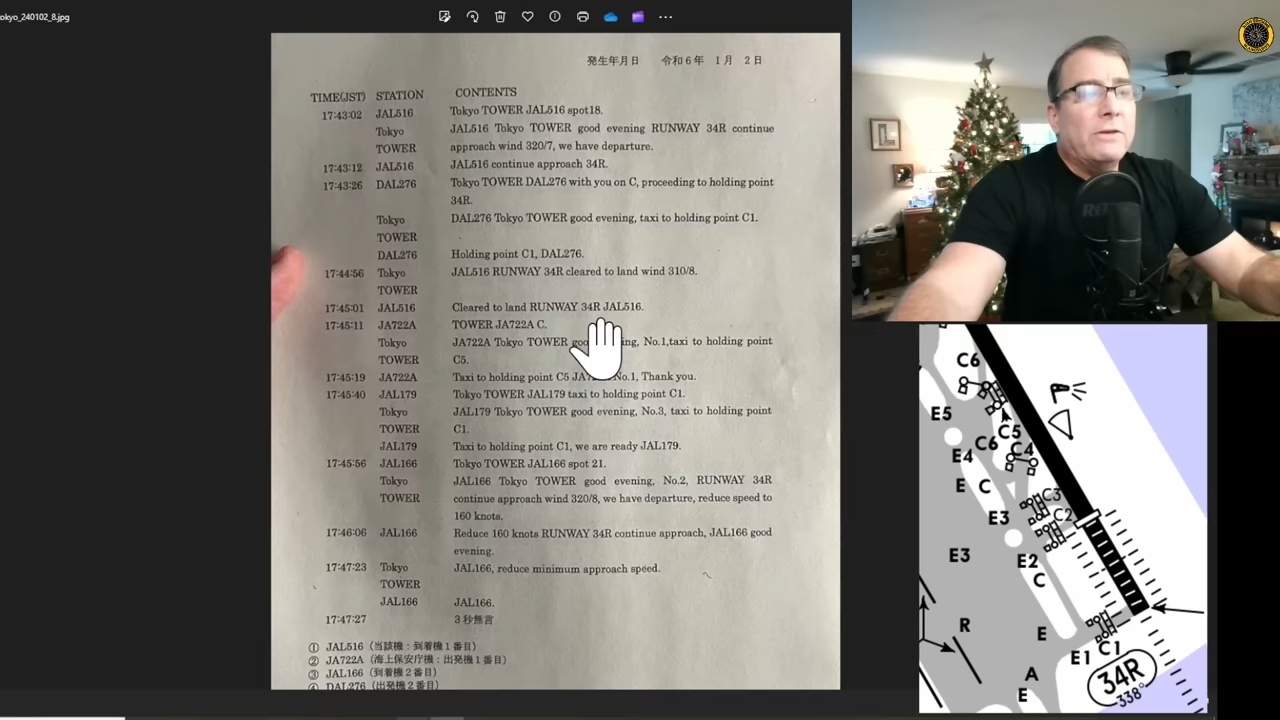 okyo_240102_8.jpg
発生年月日 令和6年 1月 2日
TIME(JST) STATION CONTENTS
17:43:02 JAL516 Tokyo TOWER JAL516 spot18.
Tokyo JAL516 Tokyo TOWER good evening RUNWAY 34R continue
TOWER approach wind 320/7, we have departure.
17:43:12 JAL516 JAL516 continue approach 34R.
17:43:26 DAL276 Tokyo TOWER DAL276 with you on C, proceeding to holding point
34R.
Tokyo DAL276 Tokyo TOWER good evening, taxi to holding point C1.
TOWER
DAL276 Holding point C1, DAL276.
17:44:56 Tokyo JAL516 RUNWAY 34R cleared to land wind 310/8.
TOWER
17:45:01 JAL516 Cleared to land RUNWAY 34R JAL516.
17:45:11 JA722A TOWER JA722A C.
Tokyo JA722A Tokyo TOWER No.1,taxi to holding point
TOWER C5.
17:45:19 JA722A Taxi to holding point C5 No.1, Thank you.
17:45:40 JAL179 Tokyo TOWER JAL179 taxi to holding point C1.
Tokyo JAL179 Tokyo TOWER good evening, No.3, taxi to holding point
TOWER C1.
JAL179 Taxi to holding point C1, we are ready JAL179.
17:45:56 JAL166 Tokyo TOWER JAL166 spot 21.
Tokyo JAL166 Tokyo TOWER good evening, No.2, RUNWAY 34R
TOWER continue approach wind 320/8, we have departure, reduce speed to
160 knots.
17:46:06 JAL166 Reduce 160 knots RUNWAY 34R continue approach, JAL166 good
evening.
17:47:23 Tokyo JAL166, reduce minimum approach speed.
TOWER
JAL166 JAL166.
17:47:27 3秒無言
① JAL516（当該機：到着機1番目）
② JA722A（海上保安庁機：出発機1番目）
③ JAL166（到着機2番目）
④ DAL276（出発機2番目）
C6
E5
C5
C6
C4
E4
E C
C3
E3
C2
E3
E2
C
R
E
C1
E1
A
E
34R
338°